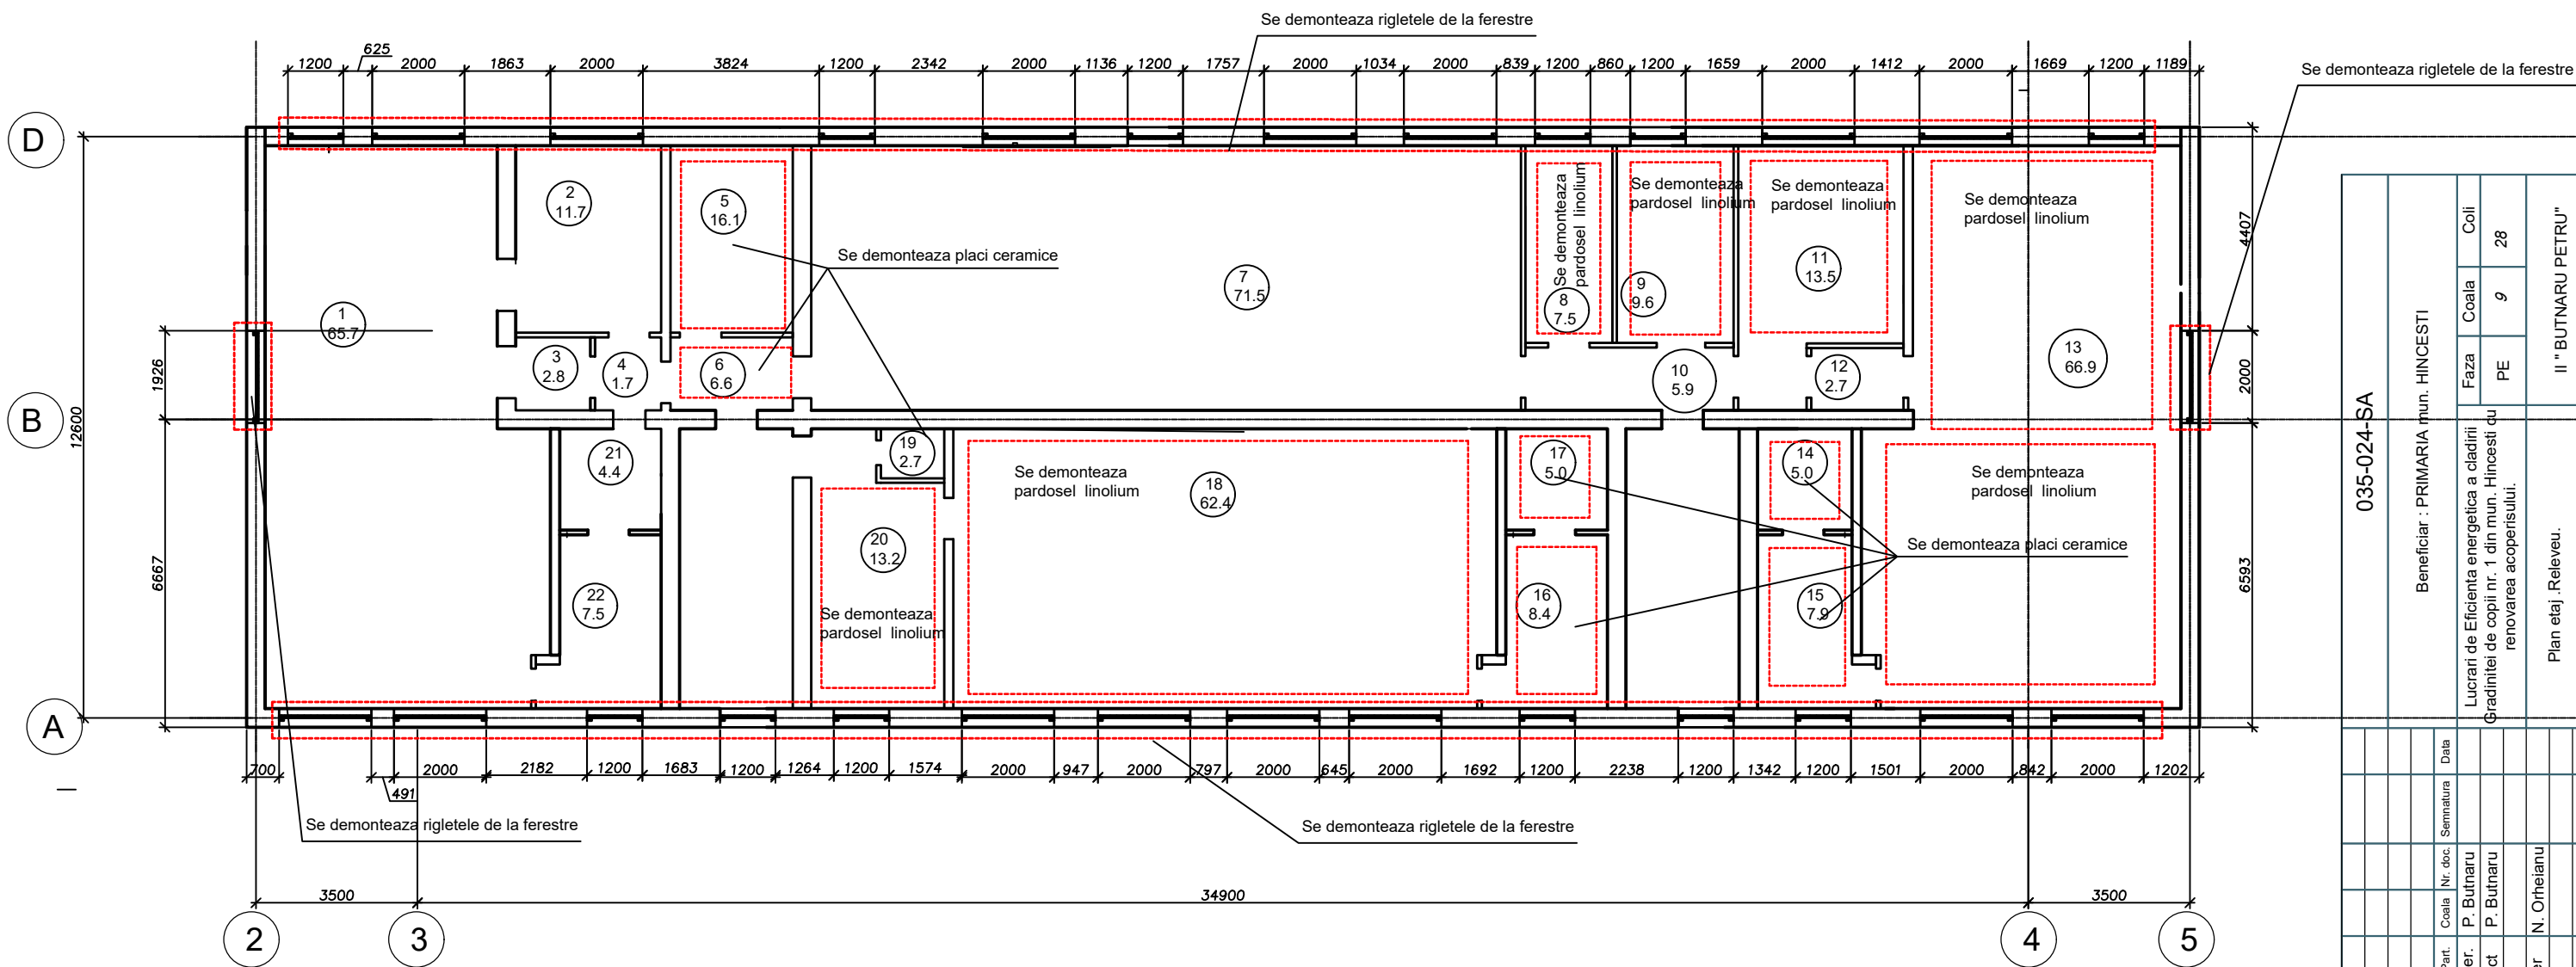 Se demonteaza rigletele de la ferestre
625
1200 2000 1863 2000 3824 1200 2342 2000 1136 1200 1757 2000 1034 2000 839 1200 860 1200 1659 2000 1412 2000 1669 1200 1189
Se demonteaza rigletele de la ferestre
D
2
11.7
5
16.1
Se demonteaza placi ceramice
7
71.5
Se demonteaza
pardosel linolium
8
7.5
Se demonteaza
pardosel linolium
9
9.6
Se demonteaza
pardosel linolium
11
13.5
Se demonteaza
pardosel linolium
4407
1
65.7
3
2.8
4
1.7
6
6.6
10
5.9
12
2.7
13
66.9
1926
2000
12600
B
21
4.4
19
2.7
Se demonteaza
pardosel linolium
18
62.4
17
5.0
14
5.0
Se demonteaza
pardosel linolium
20
13.2
Se demonteaza
pardosel linolium
Se demonteaza placi ceramice
22
7.5
16
8.4
15
7.9
6667
6593
A
700 2000 2182 1200 1683 1200 1264 1200 1574 2000 947 2000 797 2000 645 2000 1692 1200 2238 1200 1342 1200 1501 2000 842 2000 1202
491
Se demonteaza rigletele de la ferestre
Se demonteaza rigletele de la ferestre
3500 34900 3500
2 3 4 5
035-024-SA
Beneficiar : PRIMARIA mun. HINCESTI
Lucrari de Eficienta energetica a cladirii
Gradinitei de copii nr. 1 din mun. Hincesti cu
renovarea acoperisului.
Faza Coala Coli
PE 9 28
Plan etaj .Releveu.
II " BUTNARU PETRU"
Part. Coala Nr. doc. Semnatura Data
P. Butnaru
P. Butnaru
N. Orheianu